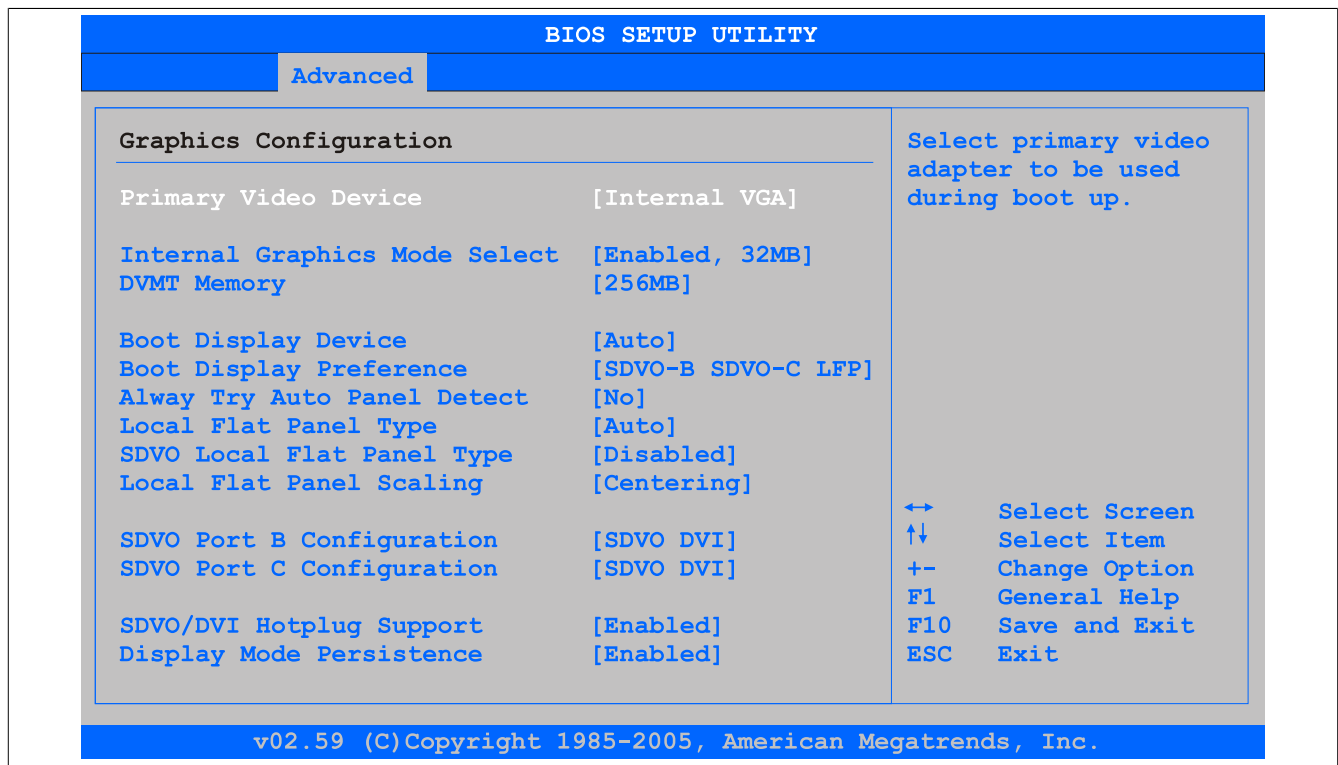 BIOS SETUP UTILITY
Advanced
Graphics Configuration
Primary Video Device [Internal VGA]
Internal Graphics Mode Select [Enabled, 32MB]
DVMT Memory [256MB]
Boot Display Device [Auto]
Boot Display Preference [SDVO-B SDVO-C LFP]
Alway Try Auto Panel Detect [No]
Local Flat Panel Type [Auto]
SDVO Local Flat Panel Type [Disabled]
Local Flat Panel Scaling [Centering]
SDVO Port B Configuration [SDVO DVI]
SDVO Port C Configuration [SDVO DVI]
SDVO/DVI Hotplug Support [Enabled]
Display Mode Persistence [Enabled]
Select primary video
adapter to be used
during boot up.
↔ Select Screen
↑↓ Select Item
+- Change Option
F1 General Help
F10 Save and Exit
ESC Exit
v02.59 (C)Copyright 1985-2005, American Megatrends, Inc.